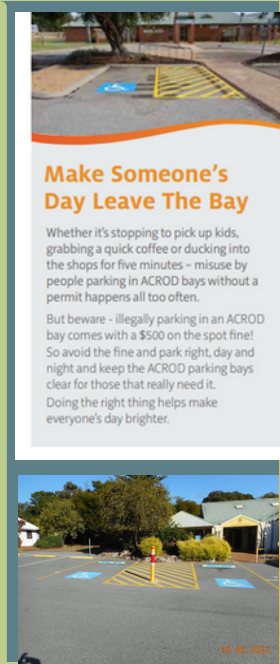 Make Someone's
Day Leave The Bay
Whether it's stopping to pick up kids,
grabbing a quick coffee or ducking into
the shops for five minutes – misuse by
people parking in ACROD bays without a
permit happens all too often.
But beware - illegally parking in an ACROD
bay comes with a $500 on the spot fine!
So avoid the fine and park right, day and
night and keep the ACROD parking bays
clear for those that really need it.
Doing the right thing helps make
everyone's day brighter.